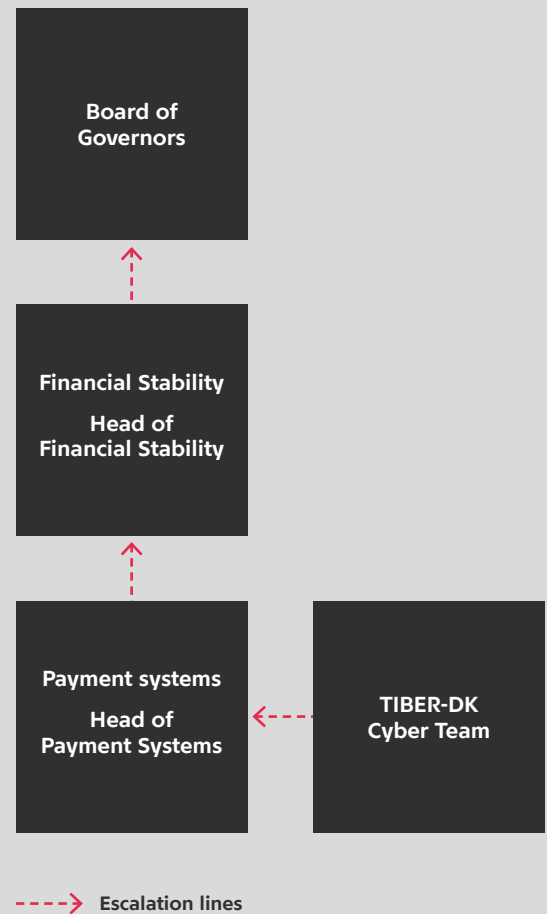 Board of
Governors
Financial Stability
Head of
Financial Stability
Payment systems
Head of
Payment Systems
TIBER-DK
Cyber Team
Escalation lines